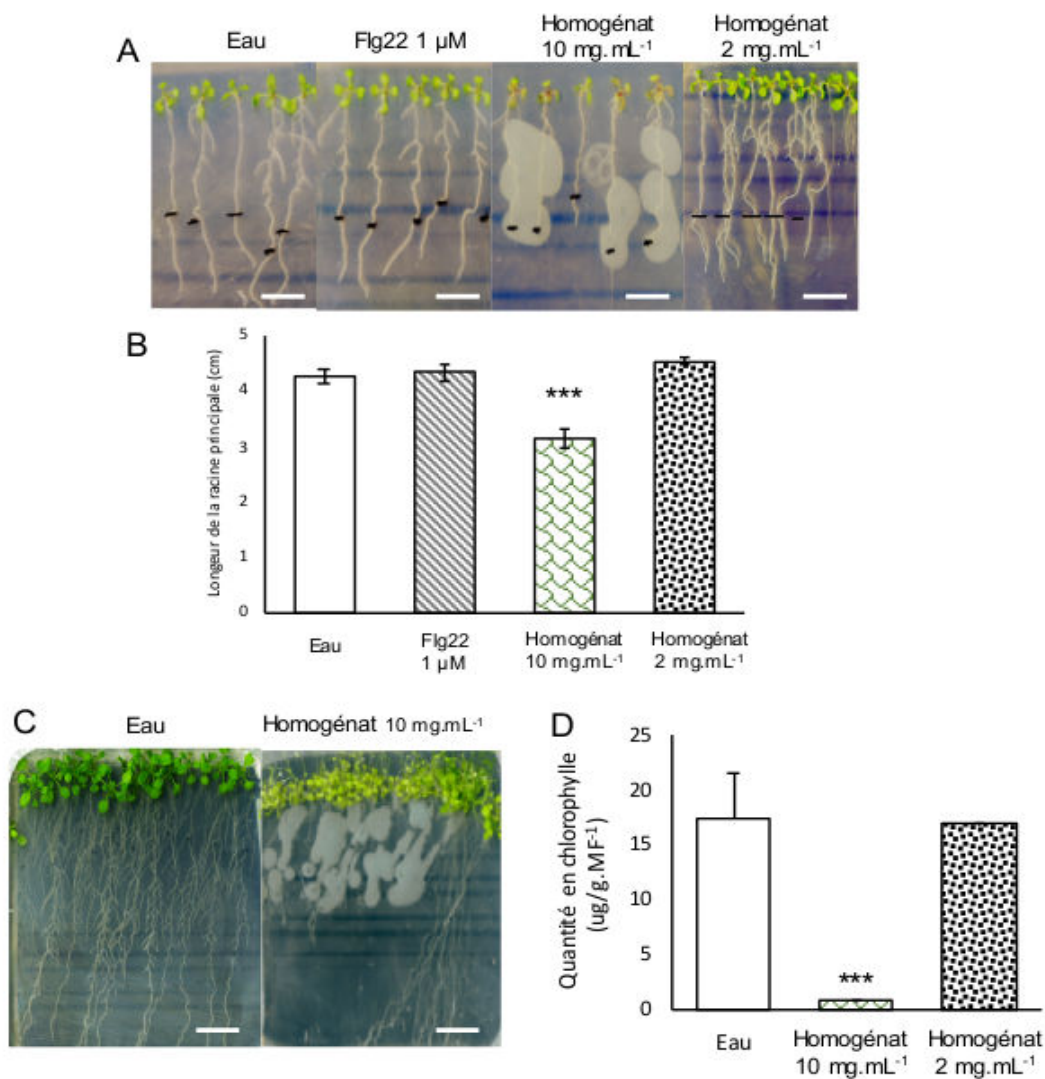 A
Eau
Flg22 1 µM
Homogénat
10 mg.mL⁻¹
Homogénat
2 mg.mL⁻¹
B
Longeur de la racine principale (cm)
5
4
3
2
1
0
***
Eau
Flg22
1 µM
Homogénat
10 mg.mL⁻¹
Homogénat
2 mg.mL⁻¹
C
Eau
Homogénat 10 mg.mL⁻¹
D
Quantité en chlorophylle
(ug/g.MF⁻¹)
25
20
15
10
5
0
***
Eau
Homogénat
10 mg.mL⁻¹
Homogénat
2 mg.mL⁻¹